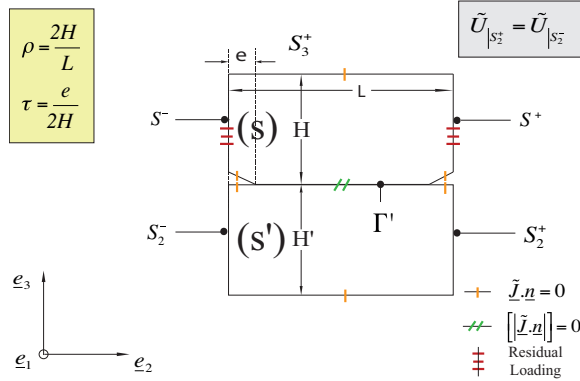 ρ = 2H/L
τ = e/2H
Ũ|S₂⁺ = Ũ|S₂⁻
S₃⁺
e
L
S⁻
(S)
H
S⁺
S₂⁻
(S')
H'
Γ'
S₂⁺
e₃
e₁
e₂
J̃.n = 0
[|J̃.n|] = 0
Residual
Loading